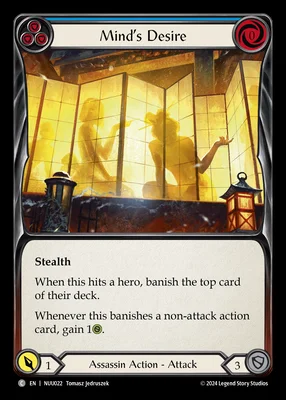 Mind's Desire
Stealth
When this hits a hero, banish the top card
of their deck.
Whenever this banishes a non-attack action
card, gain 1
1
Assassin Action - Attack
3
C EN | NUU022 Tomasz Jedruszek
© 2024 Legend Story Studios